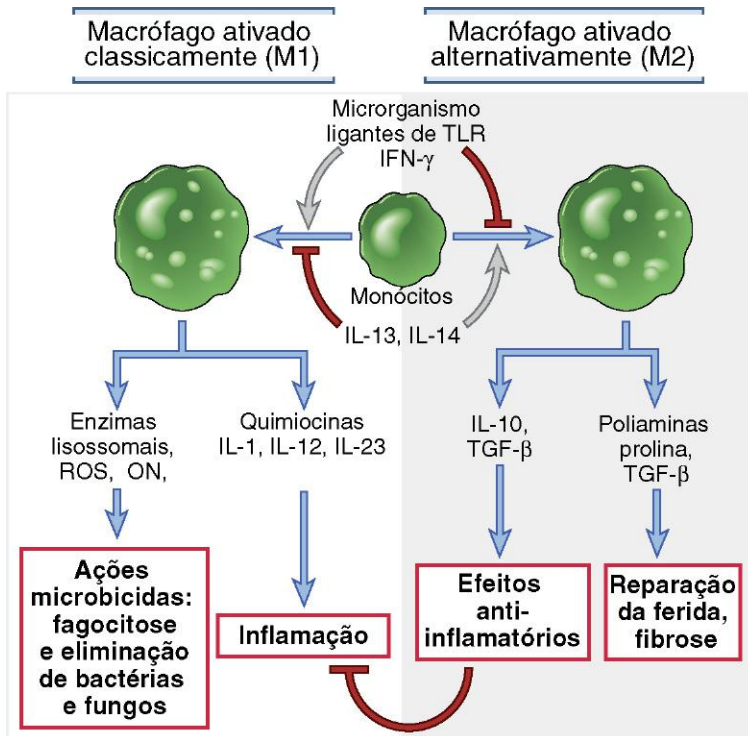 Macrófago ativado
classicamente (M1)
Macrófago ativado
alternativamente (M2)
Microrganismo
ligantes de TLR
IFN-γ
Monócitos
IL-13, IL-14
Enzimas
lisossomais,
ROS, ON,
Quimiocinas
IL-1, IL-12, IL-23
IL-10,
TGF-β
Poliaminas
prolina,
TGF-β
Ações
microbicidas:
fagocitose
e eliminação
de bactérias
e fungos
Inflamação
Efeitos
anti-
inflamatórios
Reparação
da ferida,
fibrose